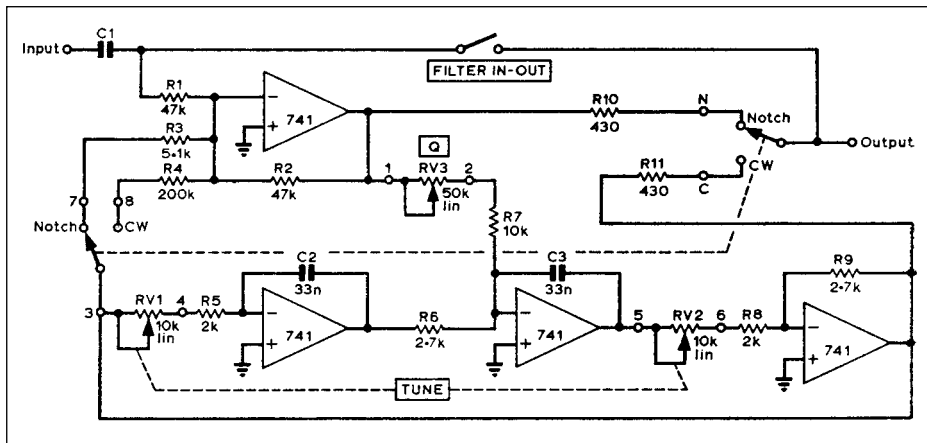 C1
Input
FILTER IN-OUT
R1
47k
741
R3
5·1k
R4
200k
R2
47k
Q
1
RV3
2
50k
lin
R7
10k
R10
430
N
Notch
Output
R11
430
C
CW
7
8
Notch
CW
3
RV1
4
10k
lin
R5
2k
C2
33n
741
R6
2·7k
C3
33n
741
5
RV2
6
10k
lin
R8
2k
R9
2·7k
741
TUNE